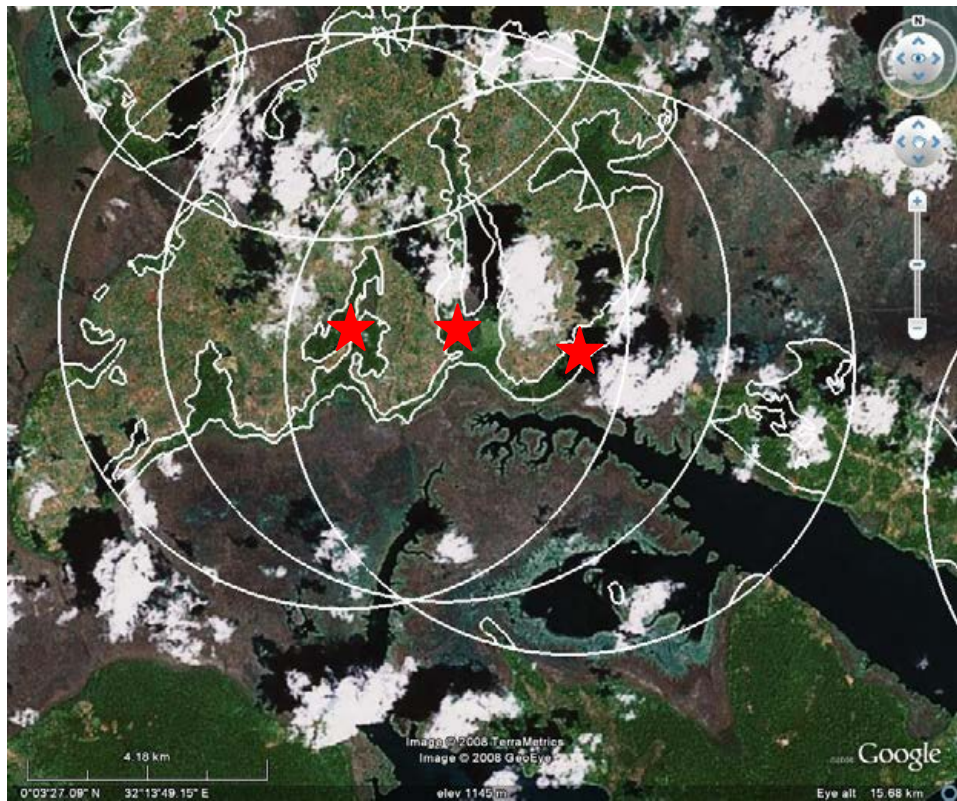 N
4.18 km
Image © 2008 TerraMetrics
Image © 2008 GeoEye
©2008 Google
0°03'27.09" N 32°13'49.15" E
elev 1145 m
Eye alt 15.68 km